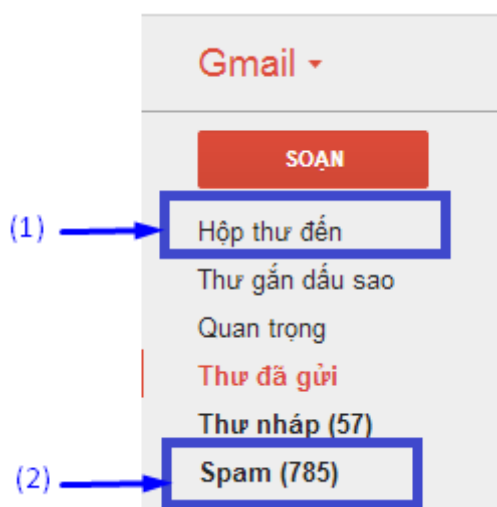 Gmail
SOẠN
(1) Hộp thư đến
Thư gắn dấu sao
Quan trọng
Thư đã gửi
Thư nháp (57)
(2) Spam (785)